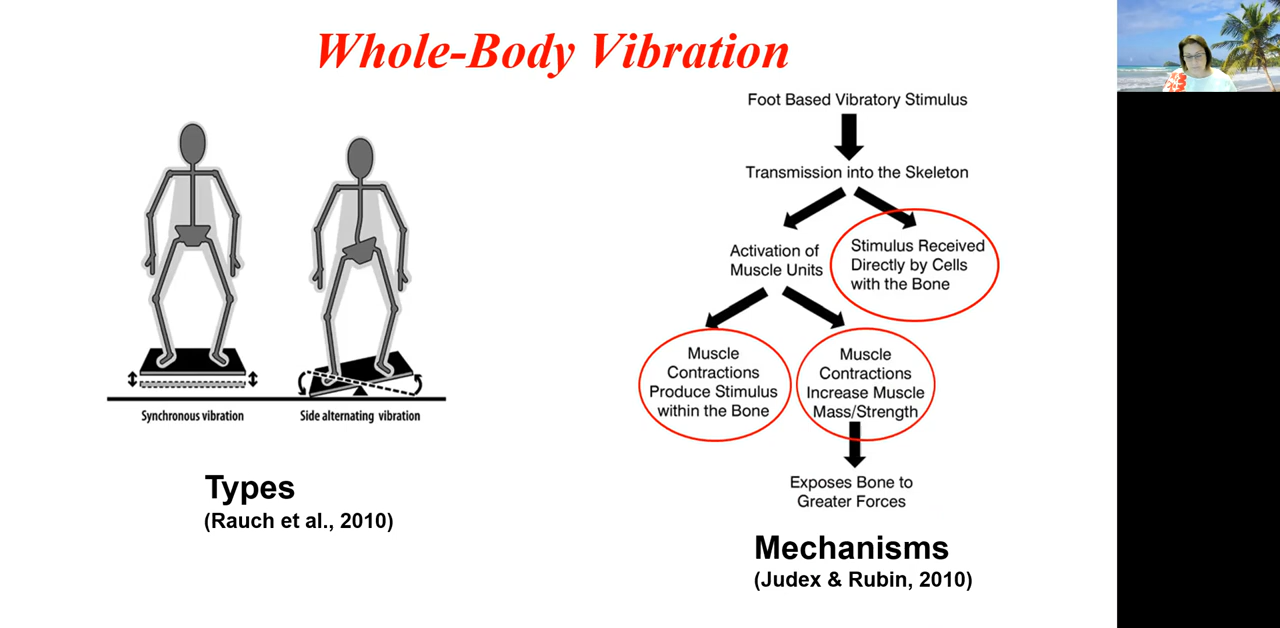 Whole-Body Vibration
Synchronous vibration
Side alternating vibration
Types
(Rauch et al., 2010)
Foot Based Vibratory Stimulus
Transmission into the Skeleton
Activation of
Muscle Units
Stimulus Received
Directly by Cells
with the Bone
Muscle
Contractions
Produce Stimulus
within the Bone
Muscle
Contractions
Increase Muscle
Mass/Strength
Exposes Bone to
Greater Forces
Mechanisms
(Judex & Rubin, 2010)